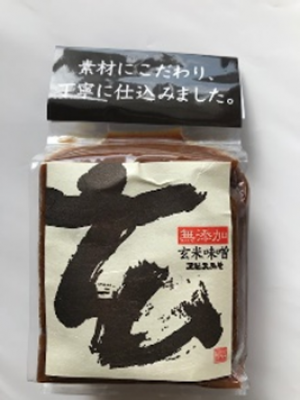 素材にこだわり、
丁寧に仕込みました。
玄
無添加
玄米味噌